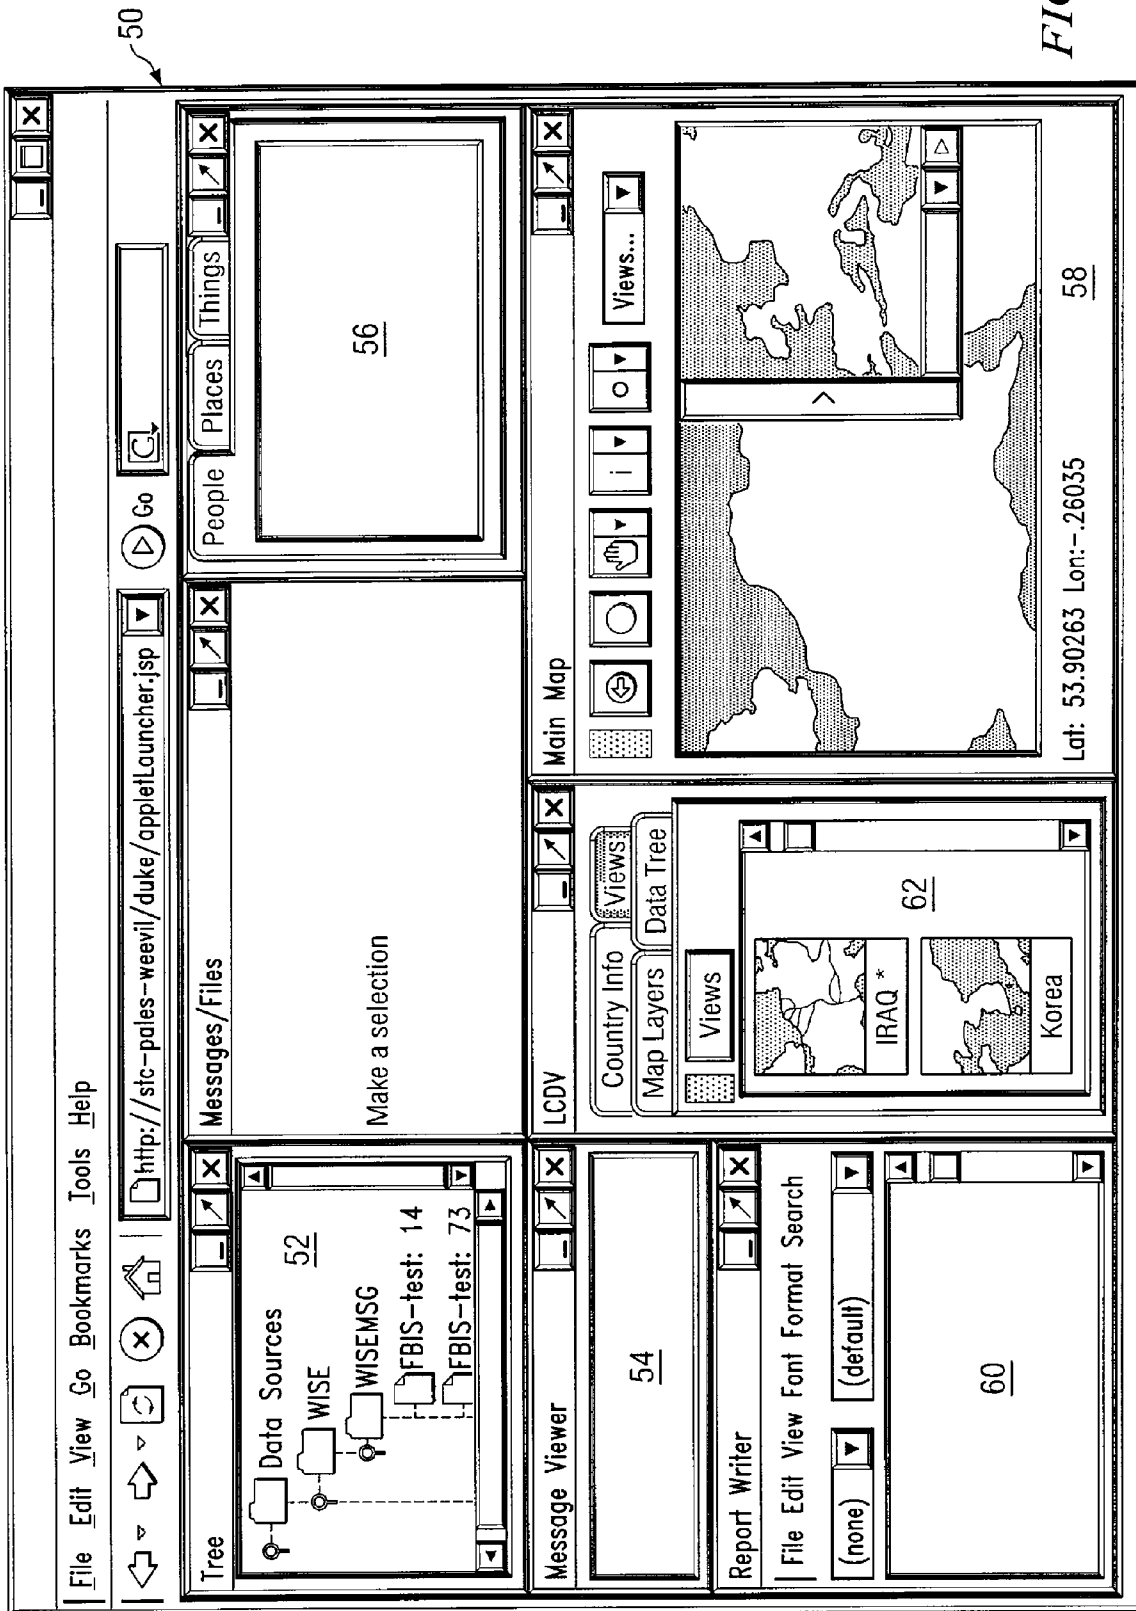 50
File Edit View Go Bookmarks Tools Help
http://stc-pales-weevil/duke/appletLauncher.jsp
Go
G
Tree
Data Sources
WISE
WISEMSG
FBIS-test: 14
FBIS-test: 73
52
Messages/Files
Make a selection
People
Places
Things
56
Message Viewer
54
Report Writer
File Edit View Font Format Search
(none)
(default)
60
LCDV
Country Info
Views
Map Layers
Data Tree
Views
IRAQ *
Korea
62
Main Map
i
Views...
Lat: 53.90263 Lon:-.26035
58